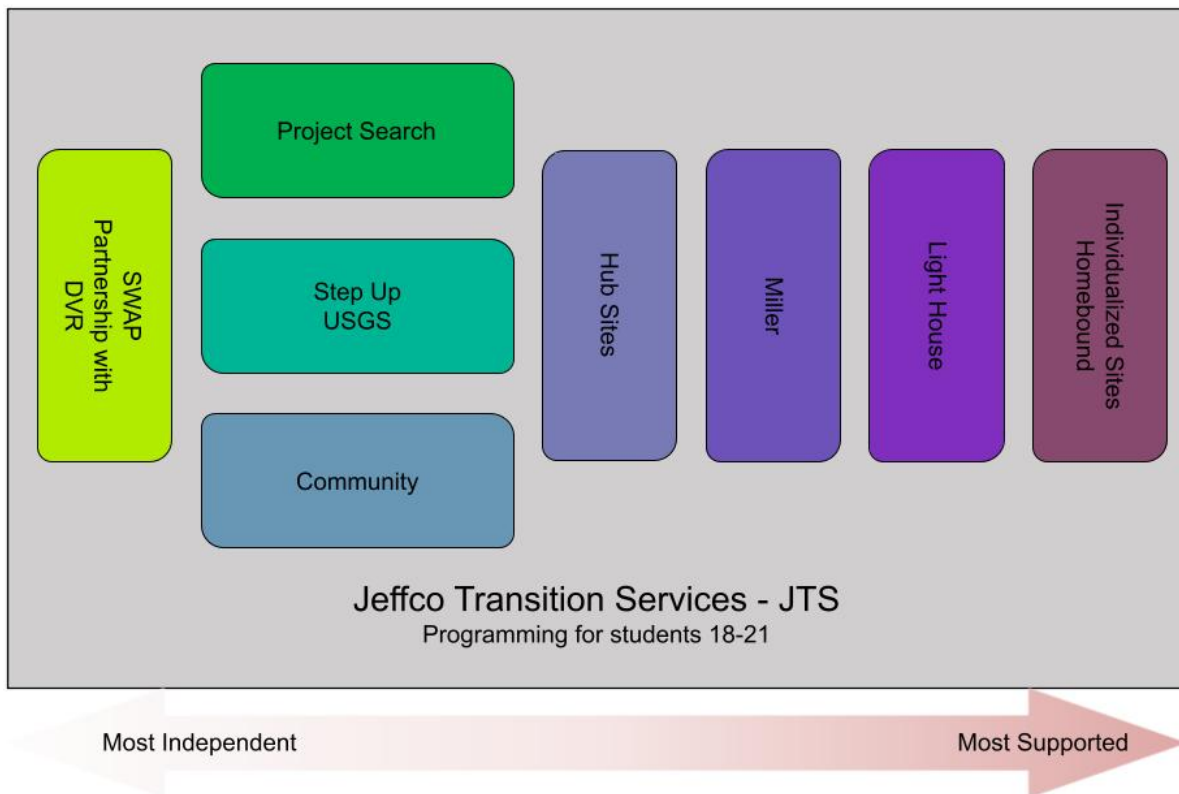 Project Search
SWAP
Partnership with
DVR
Step Up
USGS
Community
Hub Sites
Miller
Light House
Individualized Sites
Homebound
Jeffco Transition Services - JTS
Programming for students 18-21
Most Independent
Most Supported